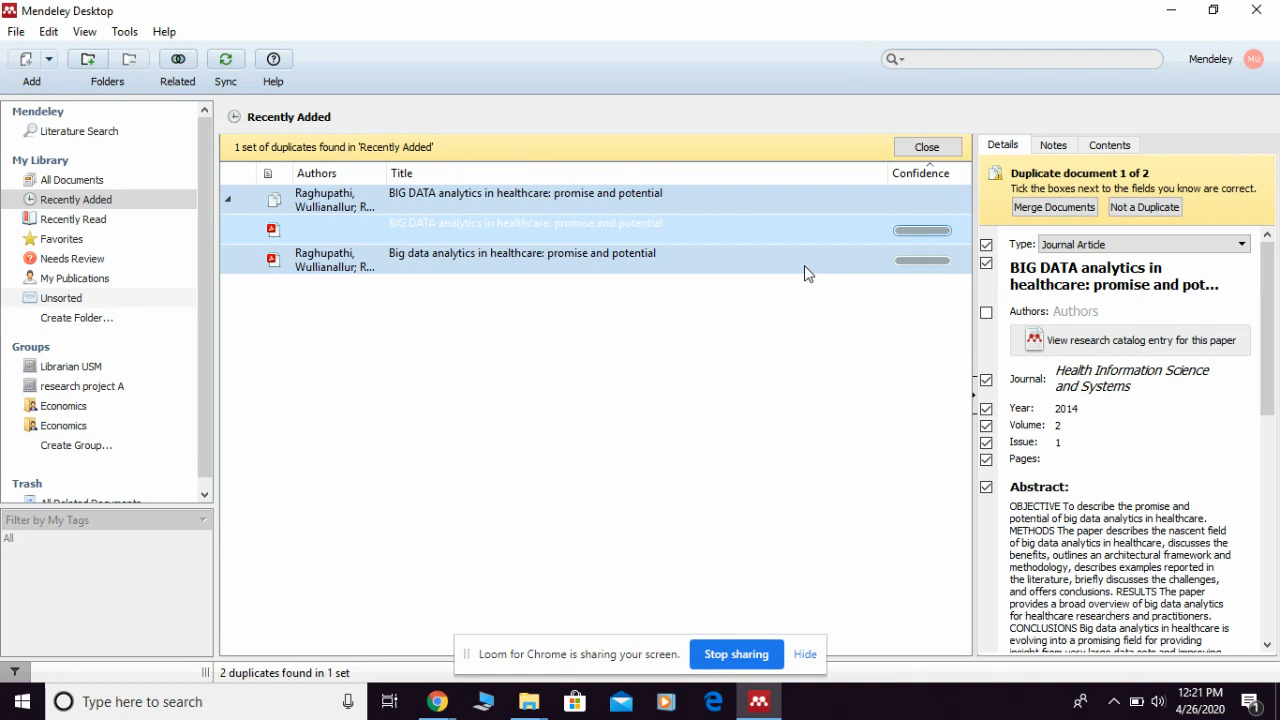 Mendeley Desktop
File Edit View Tools Help
Add Folders Related Sync Help
Mendeley MU
Mendeley
Literature Search
My Library
All Documents
Recently Added
Recently Read
Favorites
Needs Review
My Publications
Unsorted
Create Folder...
Groups
Librarian USM
research project A
Economics
Economics
Create Group...
Trash
All Deleted Documents
Filter by My Tags
All
Recently Added
1 set of duplicates found in 'Recently Added'
Close
Authors Title Confidence
Raghupathi, BIG DATA analytics in healthcare: promise and potential
Wullianallur; R...
BIG DATA analytics in healthcare: promise and potential
Raghupathi, Big data analytics in healthcare: promise and potential
Wullianallur; R...
2 duplicates found in 1 set
Details Notes Contents
Duplicate document 1 of 2
Tick the boxes next to the fields you know are correct.
Merge Documents Not a Duplicate
Type: Journal Article
BIG DATA analytics in
healthcare: promise and pot...
Authors: Authors
View research catalog entry for this paper
Journal: Health Information Science
and Systems
Year: 2014
Volume: 2
Issue: 1
Pages:
Abstract:
OBJECTIVE To describe the promise and
potential of big data analytics in healthcare.
METHODS The paper describes the nascent field
of big data analytics in healthcare, discusses the
benefits, outlines an architectural framework and
methodology, describes examples reported in
the literature, briefly discusses the challenges,
and offers conclusions. RESULTS The paper
provides a broad overview of big data analytics
for healthcare researchers and practitioners.
CONCLUSIONS Big data analytics in healthcare is
evolving into a promising field for providing
insight from very large data sets and improving
Loom for Chrome is sharing your screen. Stop sharing Hide
Type here to search
12:21 PM
4/26/2020
1